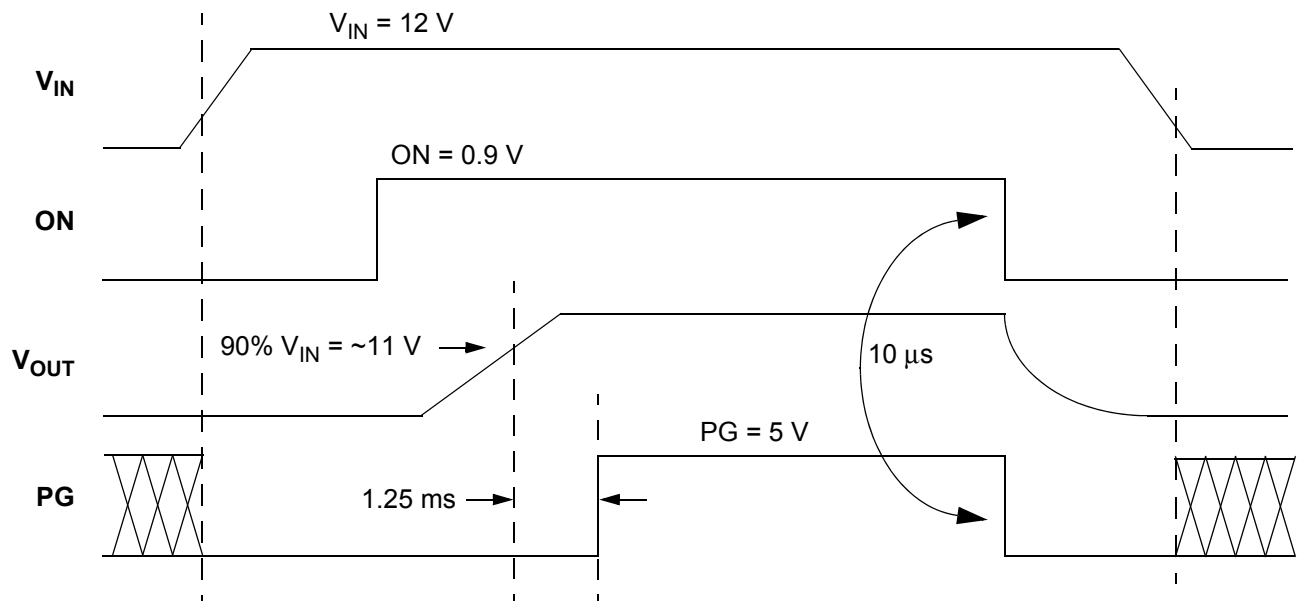 V_IN = 12 V
V_IN
ON = 0.9 V
ON
90% V_IN = ~11 V
V_OUT
10 μs
PG = 5 V
PG
1.25 ms